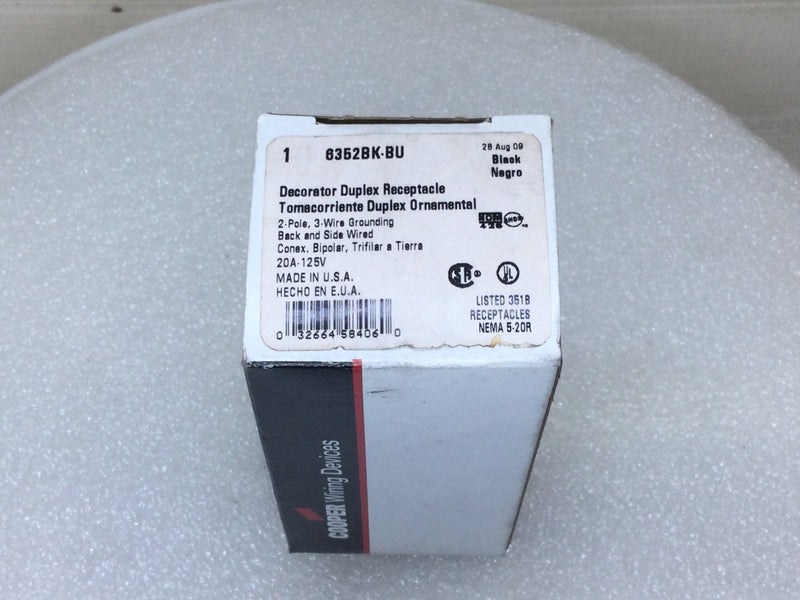 1 6352BK-BU
28 Aug 09
Black
Negro
Decorator Duplex Receptacle
Tomacorriente Duplex Ornamental
2-Pole, 3-Wire Grounding
Back and Side Wired
Conex. Bipolar, Trifilar a Tierra
20A-125V
MADE IN U.S.A.
HECHO EN E.U.A.
0 32664 58406 0
LISTED 351B
RECEPTACLES
NEMA 5-20R
COOPER Wiring Devices